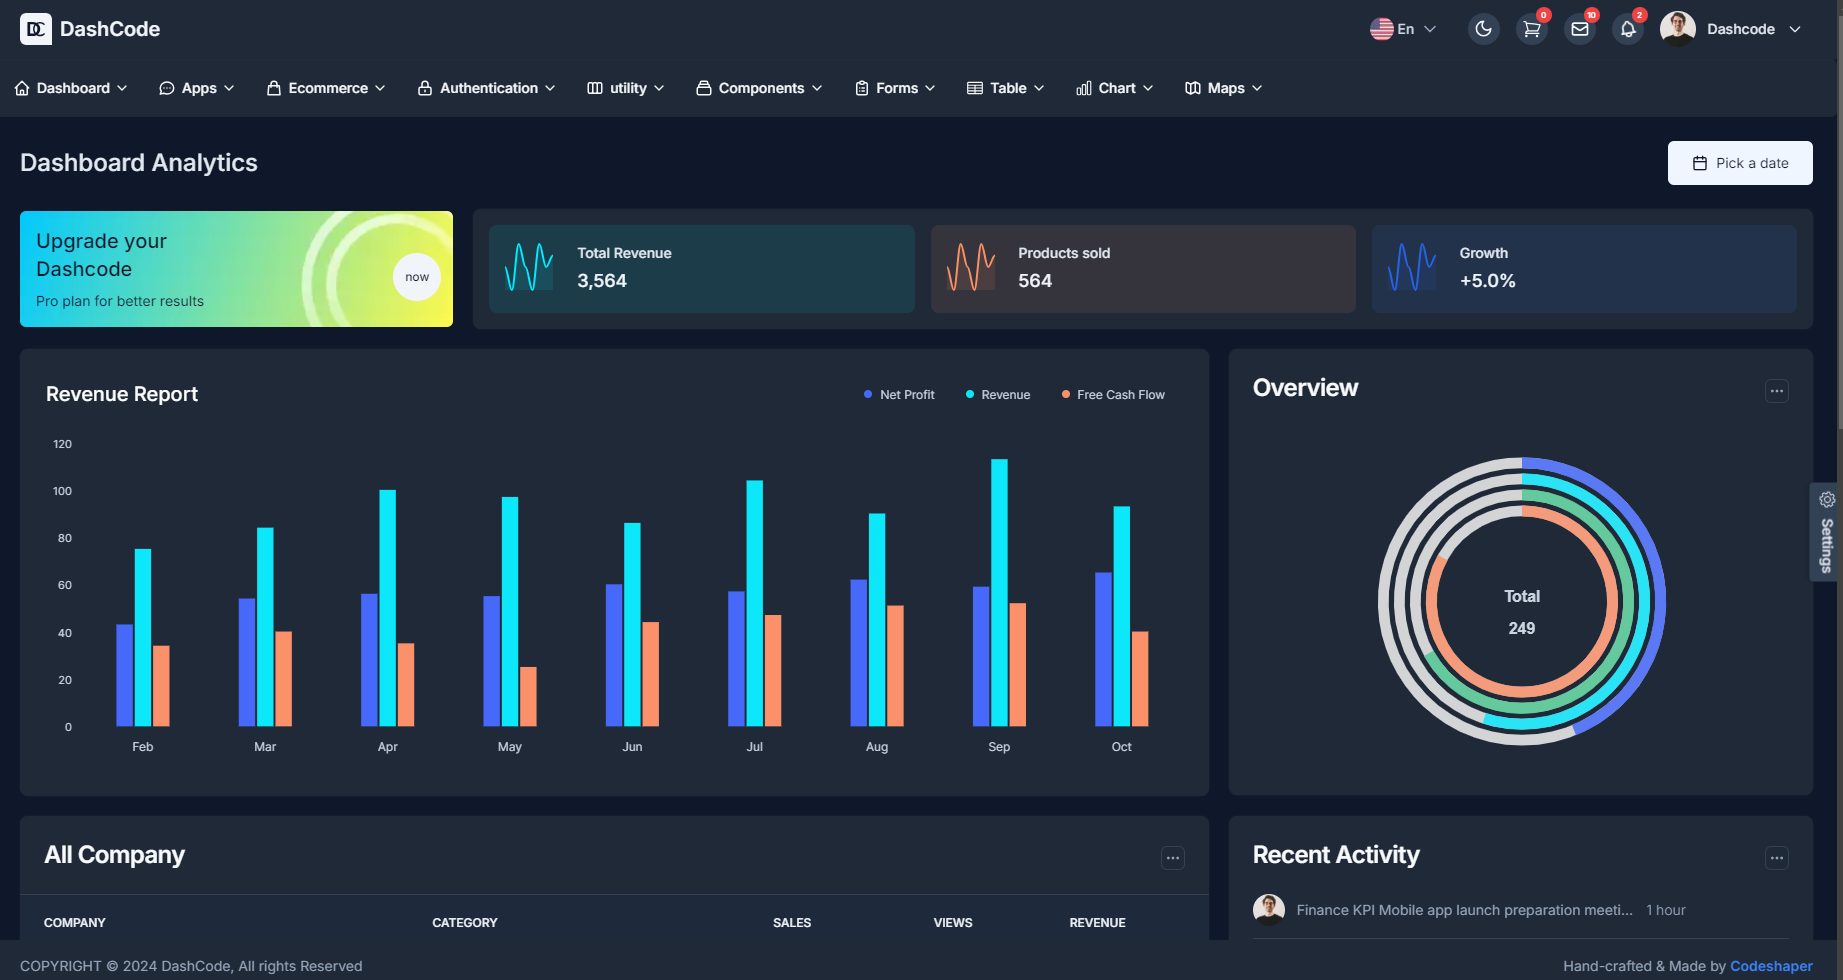 DC DashCode
En
0
10
2
Dashcode
Dashboard
Apps
Ecommerce
Authentication
utility
Components
Forms
Table
Chart
Maps
Dashboard Analytics
Pick a date
Upgrade your
Dashcode
Pro plan for better results
now
Total Revenue
3,564
Products sold
564
Growth
+5.0%
Revenue Report
Net Profit
Revenue
Free Cash Flow
120
100
80
60
40
20
0
Feb
Mar
Apr
May
Jun
Jul
Aug
Sep
Oct
Overview
Total
249
Settings
All Company
COMPANY
CATEGORY
SALES
VIEWS
REVENUE
Recent Activity
Finance KPI Mobile app launch preparation meeti...
1 hour
COPYRIGHT © 2024 DashCode, All rights Reserved
Hand-crafted & Made by Codeshaper